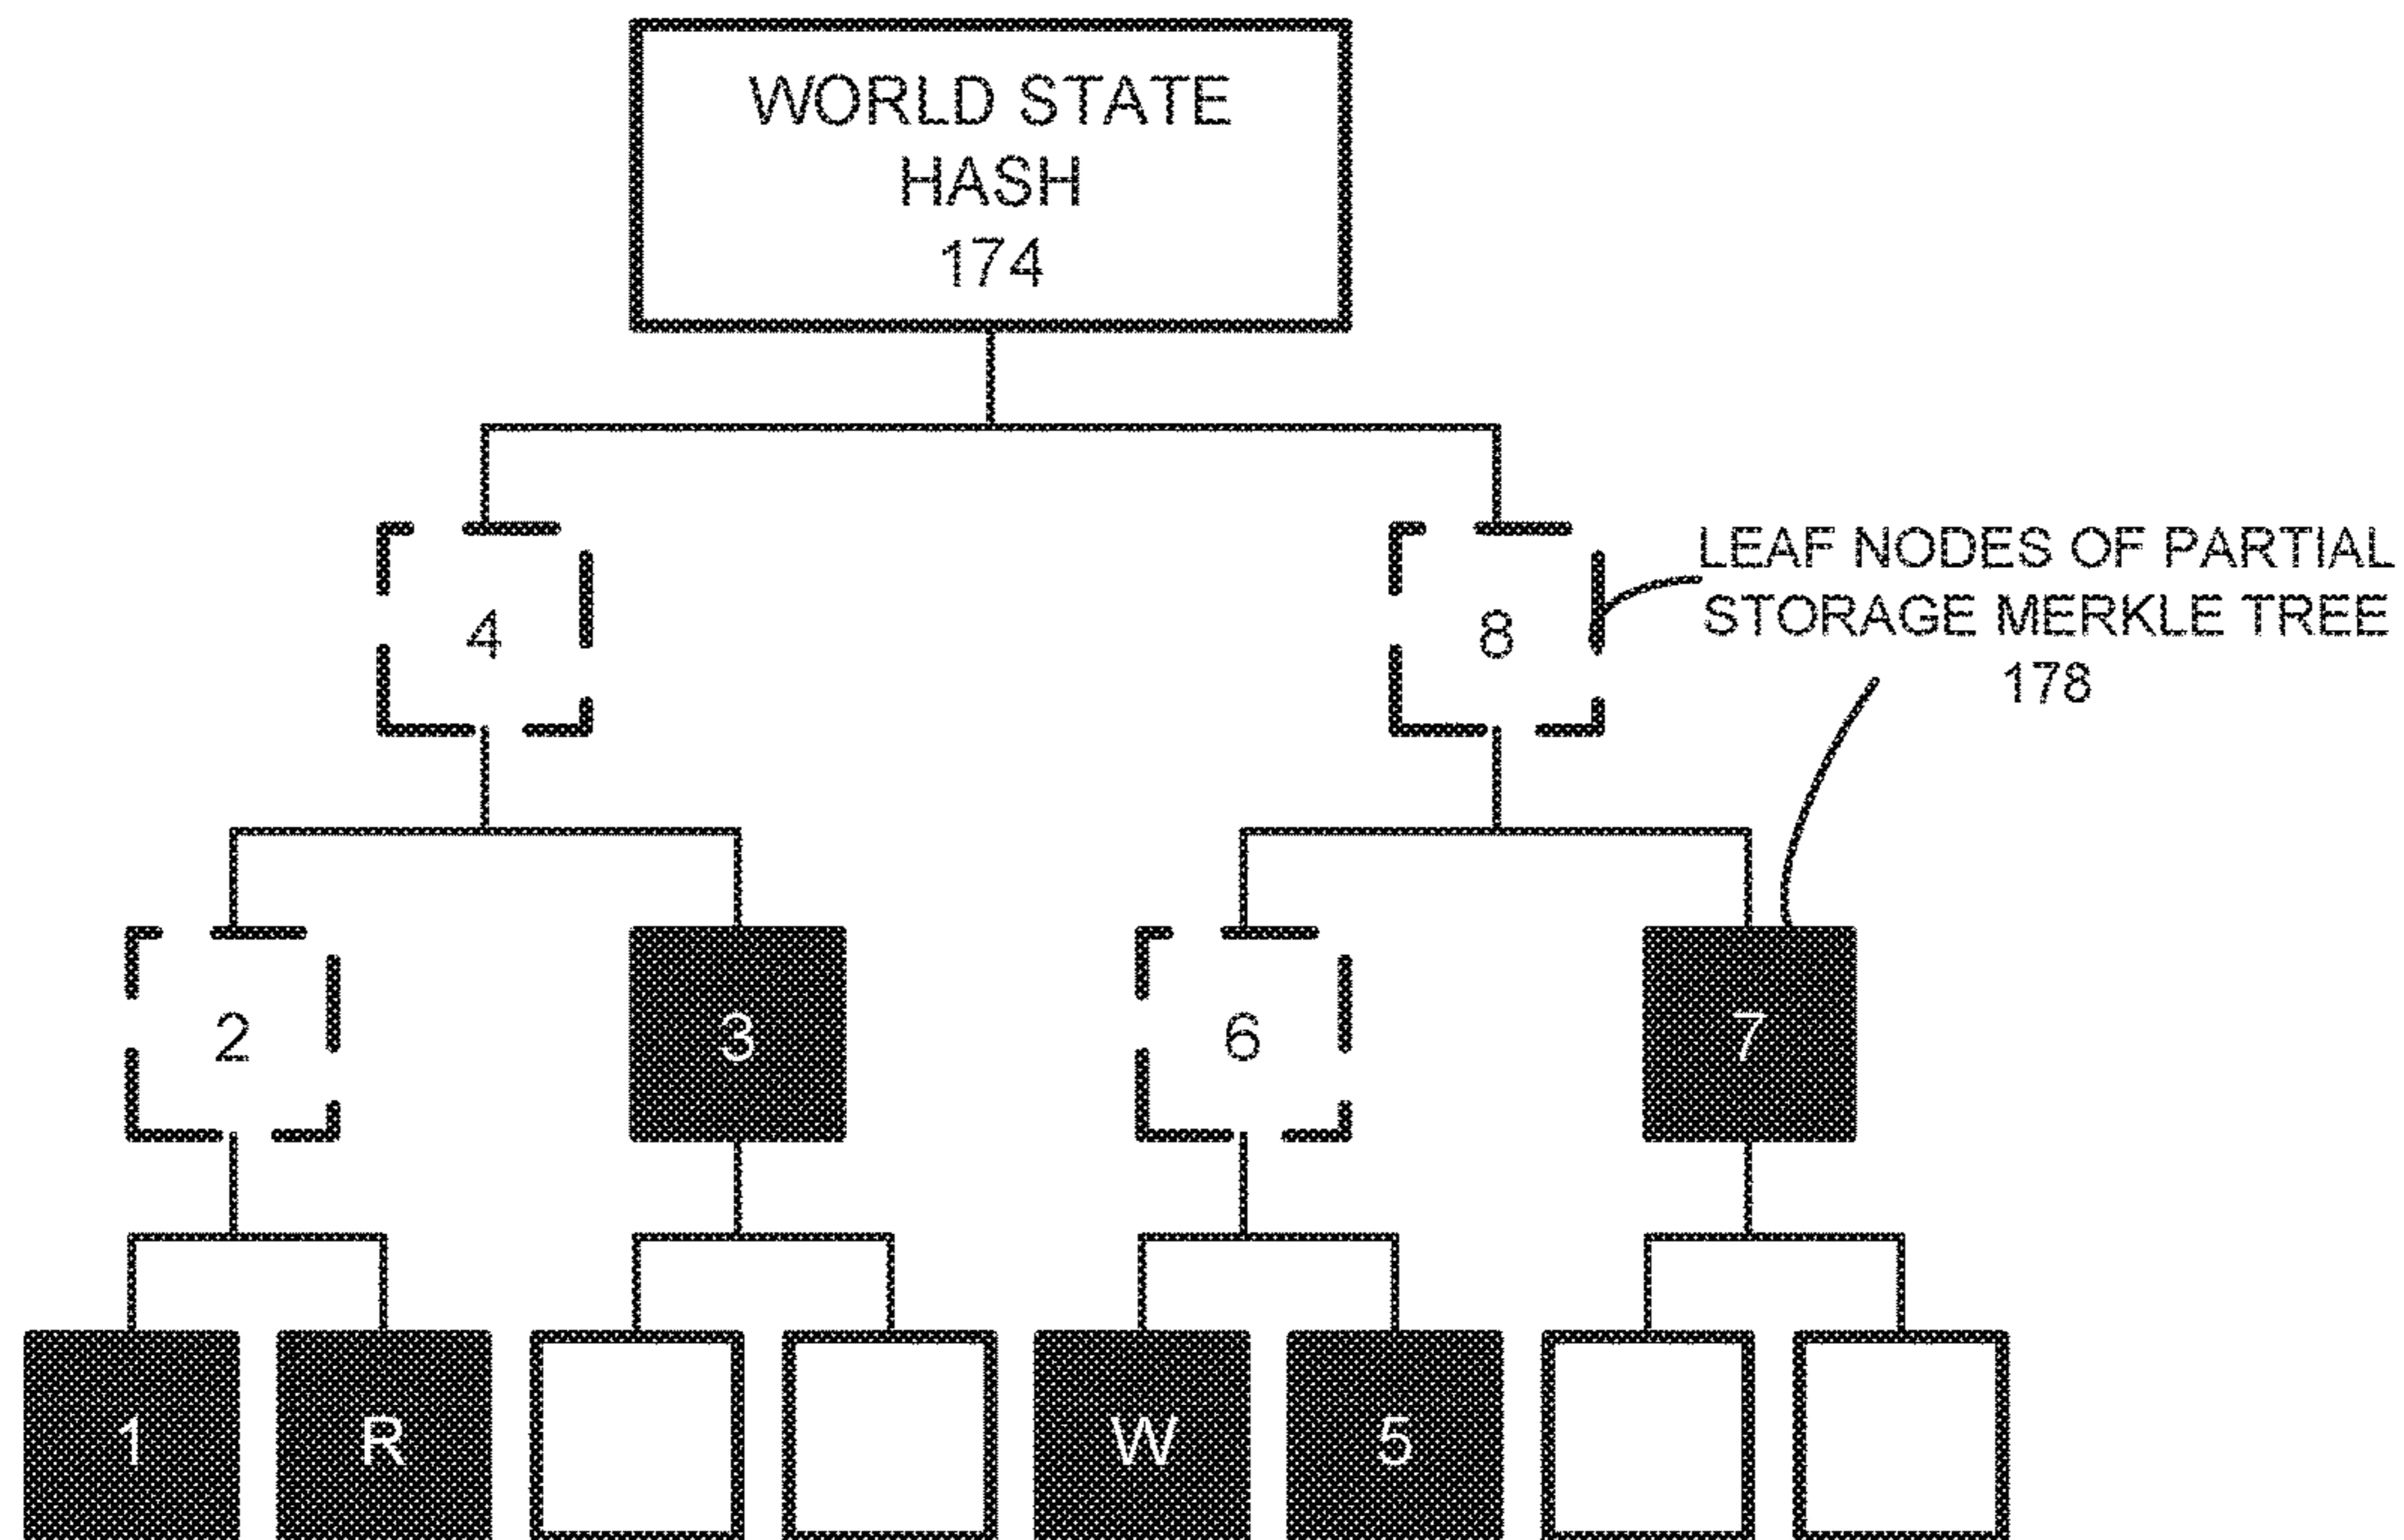 WORLD STATE
HASH
174
4
8
LEAF NODES OF PARTIAL
STORAGE MERKLE TREE
178
2
3
6
7
1
R
W
5